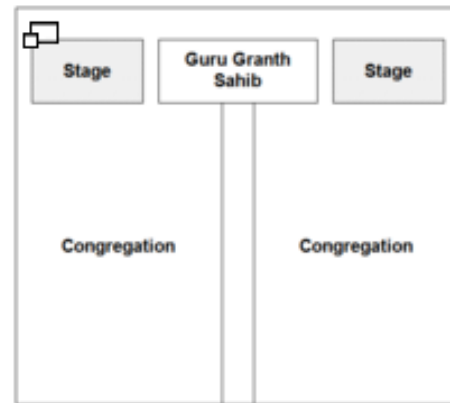 Stage
Guru Granth
Sahib
Stage
Congregation
Congregation